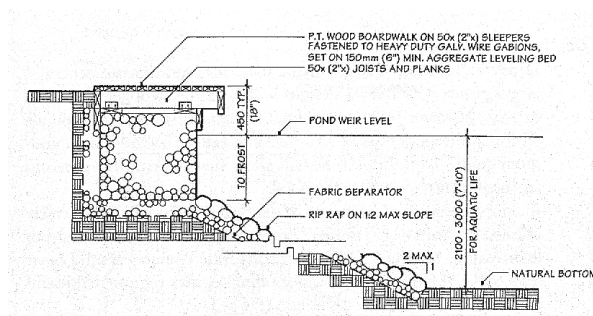 P.T. WOOD BOARDWALK ON 50x (2"x) SLEEPERS
FASTENED TO HEAVY DUTY GALV. WIRE GABIONS,
SET ON 150mm (6") MIN. AGGREGATE LEVELING BED
50x (2"x) JOISTS AND PLANKS
450 TYP.
(18")
POND WEIR LEVEL
TO FROST
FABRIC SEPARATOR
RIP RAP ON 1:2 MAX SLOPE
2100 - 3000 (7'-10')
FOR AQUATIC LIFE
2 MAX.
1
NATURAL BOTTOM